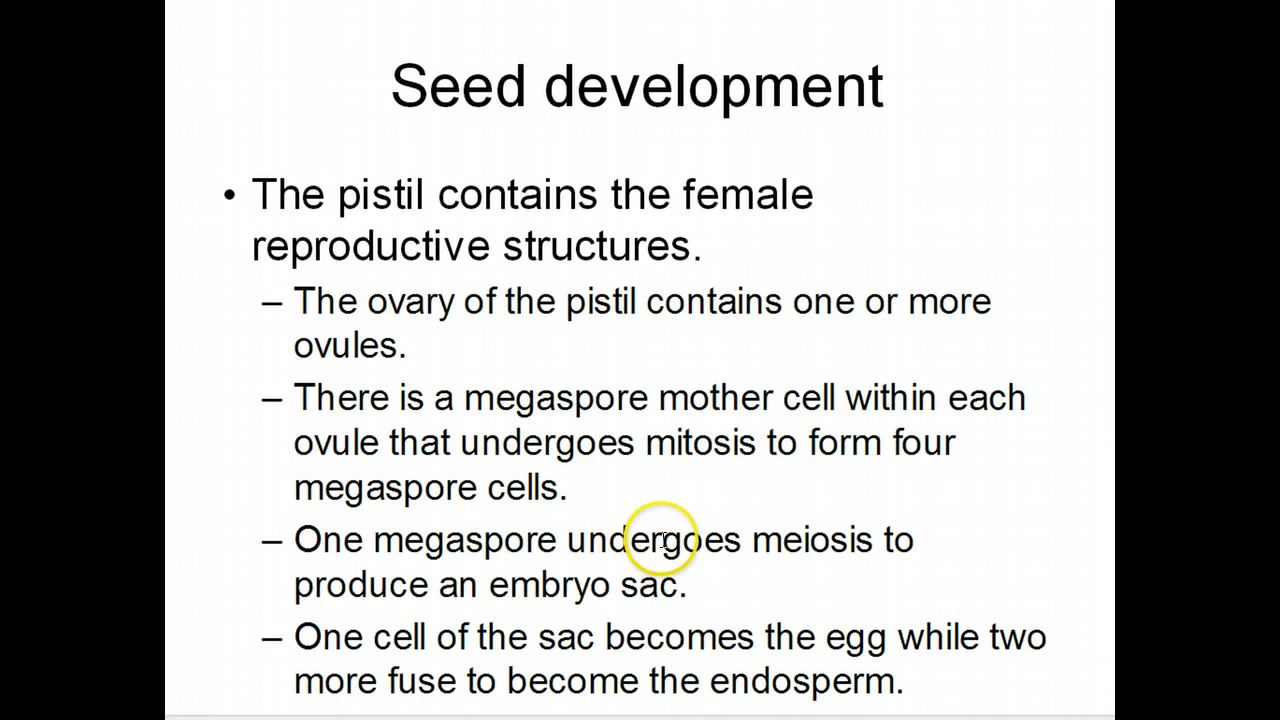 Seed development
• The pistil contains the female
reproductive structures.
– The ovary of the pistil contains one or more
ovules.
– There is a megaspore mother cell within each
ovule that undergoes mitosis to form four
megaspore cells.
– One megaspore undergoes meiosis to
produce an embryo sac.
– One cell of the sac becomes the egg while two
more fuse to become the endosperm.